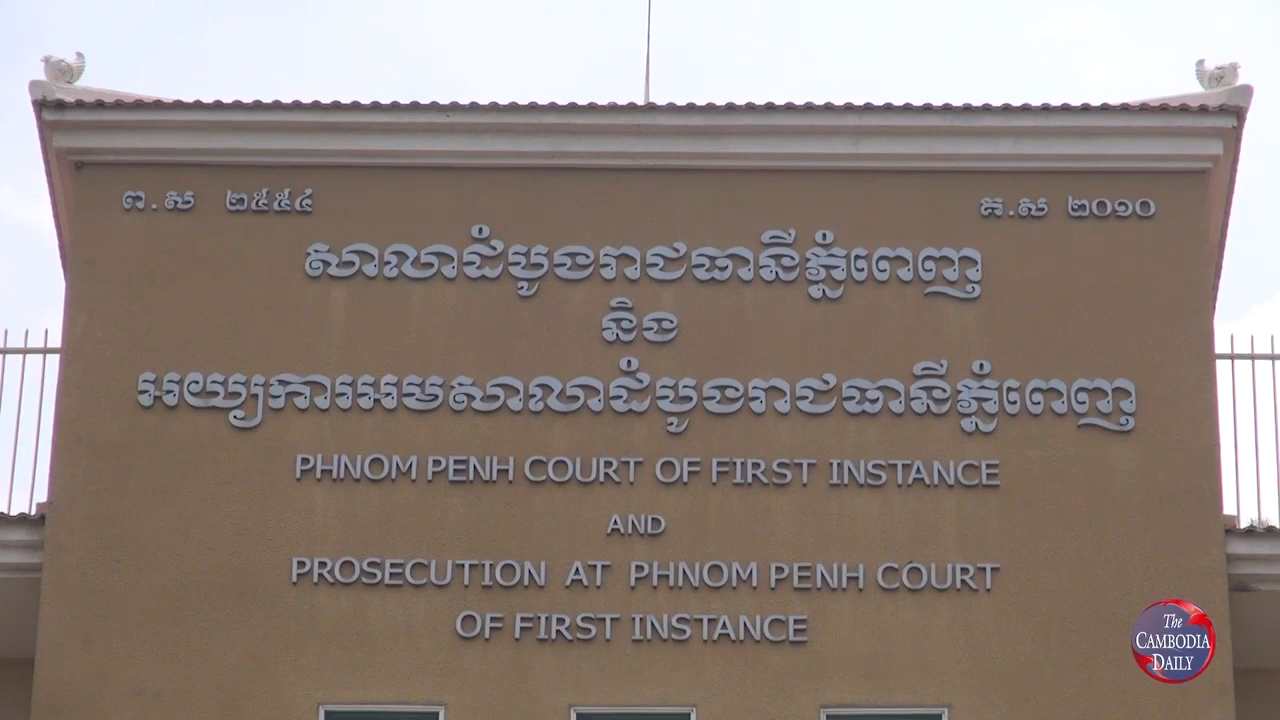 ព.ស ២៥៥៤ គ.ស ២០១០
សាលាដំបូងរាជធានីភ្នំពេញ
និង
អយ្យការអមសាលាដំបូងរាជធានីភ្នំពេញ
PHNOM PENH COURT OF FIRST INSTANCE
AND
PROSECUTION AT PHNOM PENH COURT
OF FIRST INSTANCE
The
CAMBODIA
DAILY